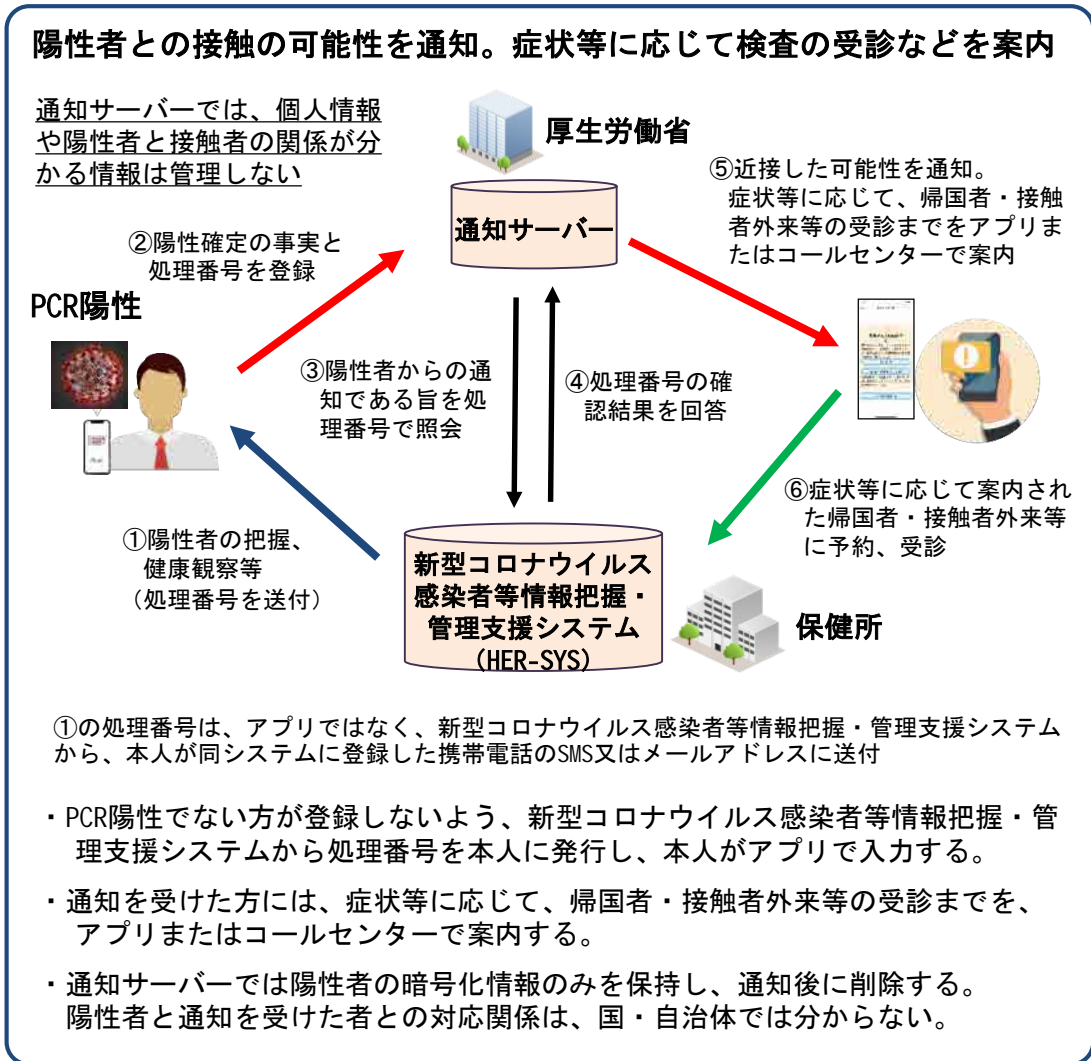 陽性者との接触の可能性を通知。症状等に応じて検査の受診などを案内
通知サーバーでは、個人情報
や陽性者と接触者の関係が分
かる情報は管理しない
厚生労働省
通知サーバー
⑤近接した可能性を通知。
症状等に応じて、帰国者・接触
者外来等の受診までをアプリま
たはコールセンターで案内
②陽性確定の事実と
処理番号を登録
PCR陽性
③陽性者からの通
知である旨を処
理番号で照会
④処理番号の確
認結果を回答
⑥症状等に応じて案内され
た帰国者・接触者外来等
に予約、受診
①陽性者の把握、
健康観察等
（処理番号を送付）
新型コロナウイルス
感染者等情報把握・
管理支援システム
(HER-SYS)
保健所
①の処理番号は、アプリではなく、新型コロナウイルス感染者等情報把握・管理支援システム
から、本人が同システムに登録した携帯電話のSMS又はメールアドレスに送付
・PCR陽性でない方が登録しないよう、新型コロナウイルス感染者等情報把握・管
理支援システムから処理番号を本人に発行し、本人がアプリで入力する。
・通知を受けた方には、症状等に応じて、帰国者・接触者外来等の受診までを、
アプリまたはコールセンターで案内する。
・通知サーバーでは陽性者の暗号化情報のみを保持し、通知後に削除する。
陽性者と通知を受けた者との対応関係は、国・自治体では分からない。